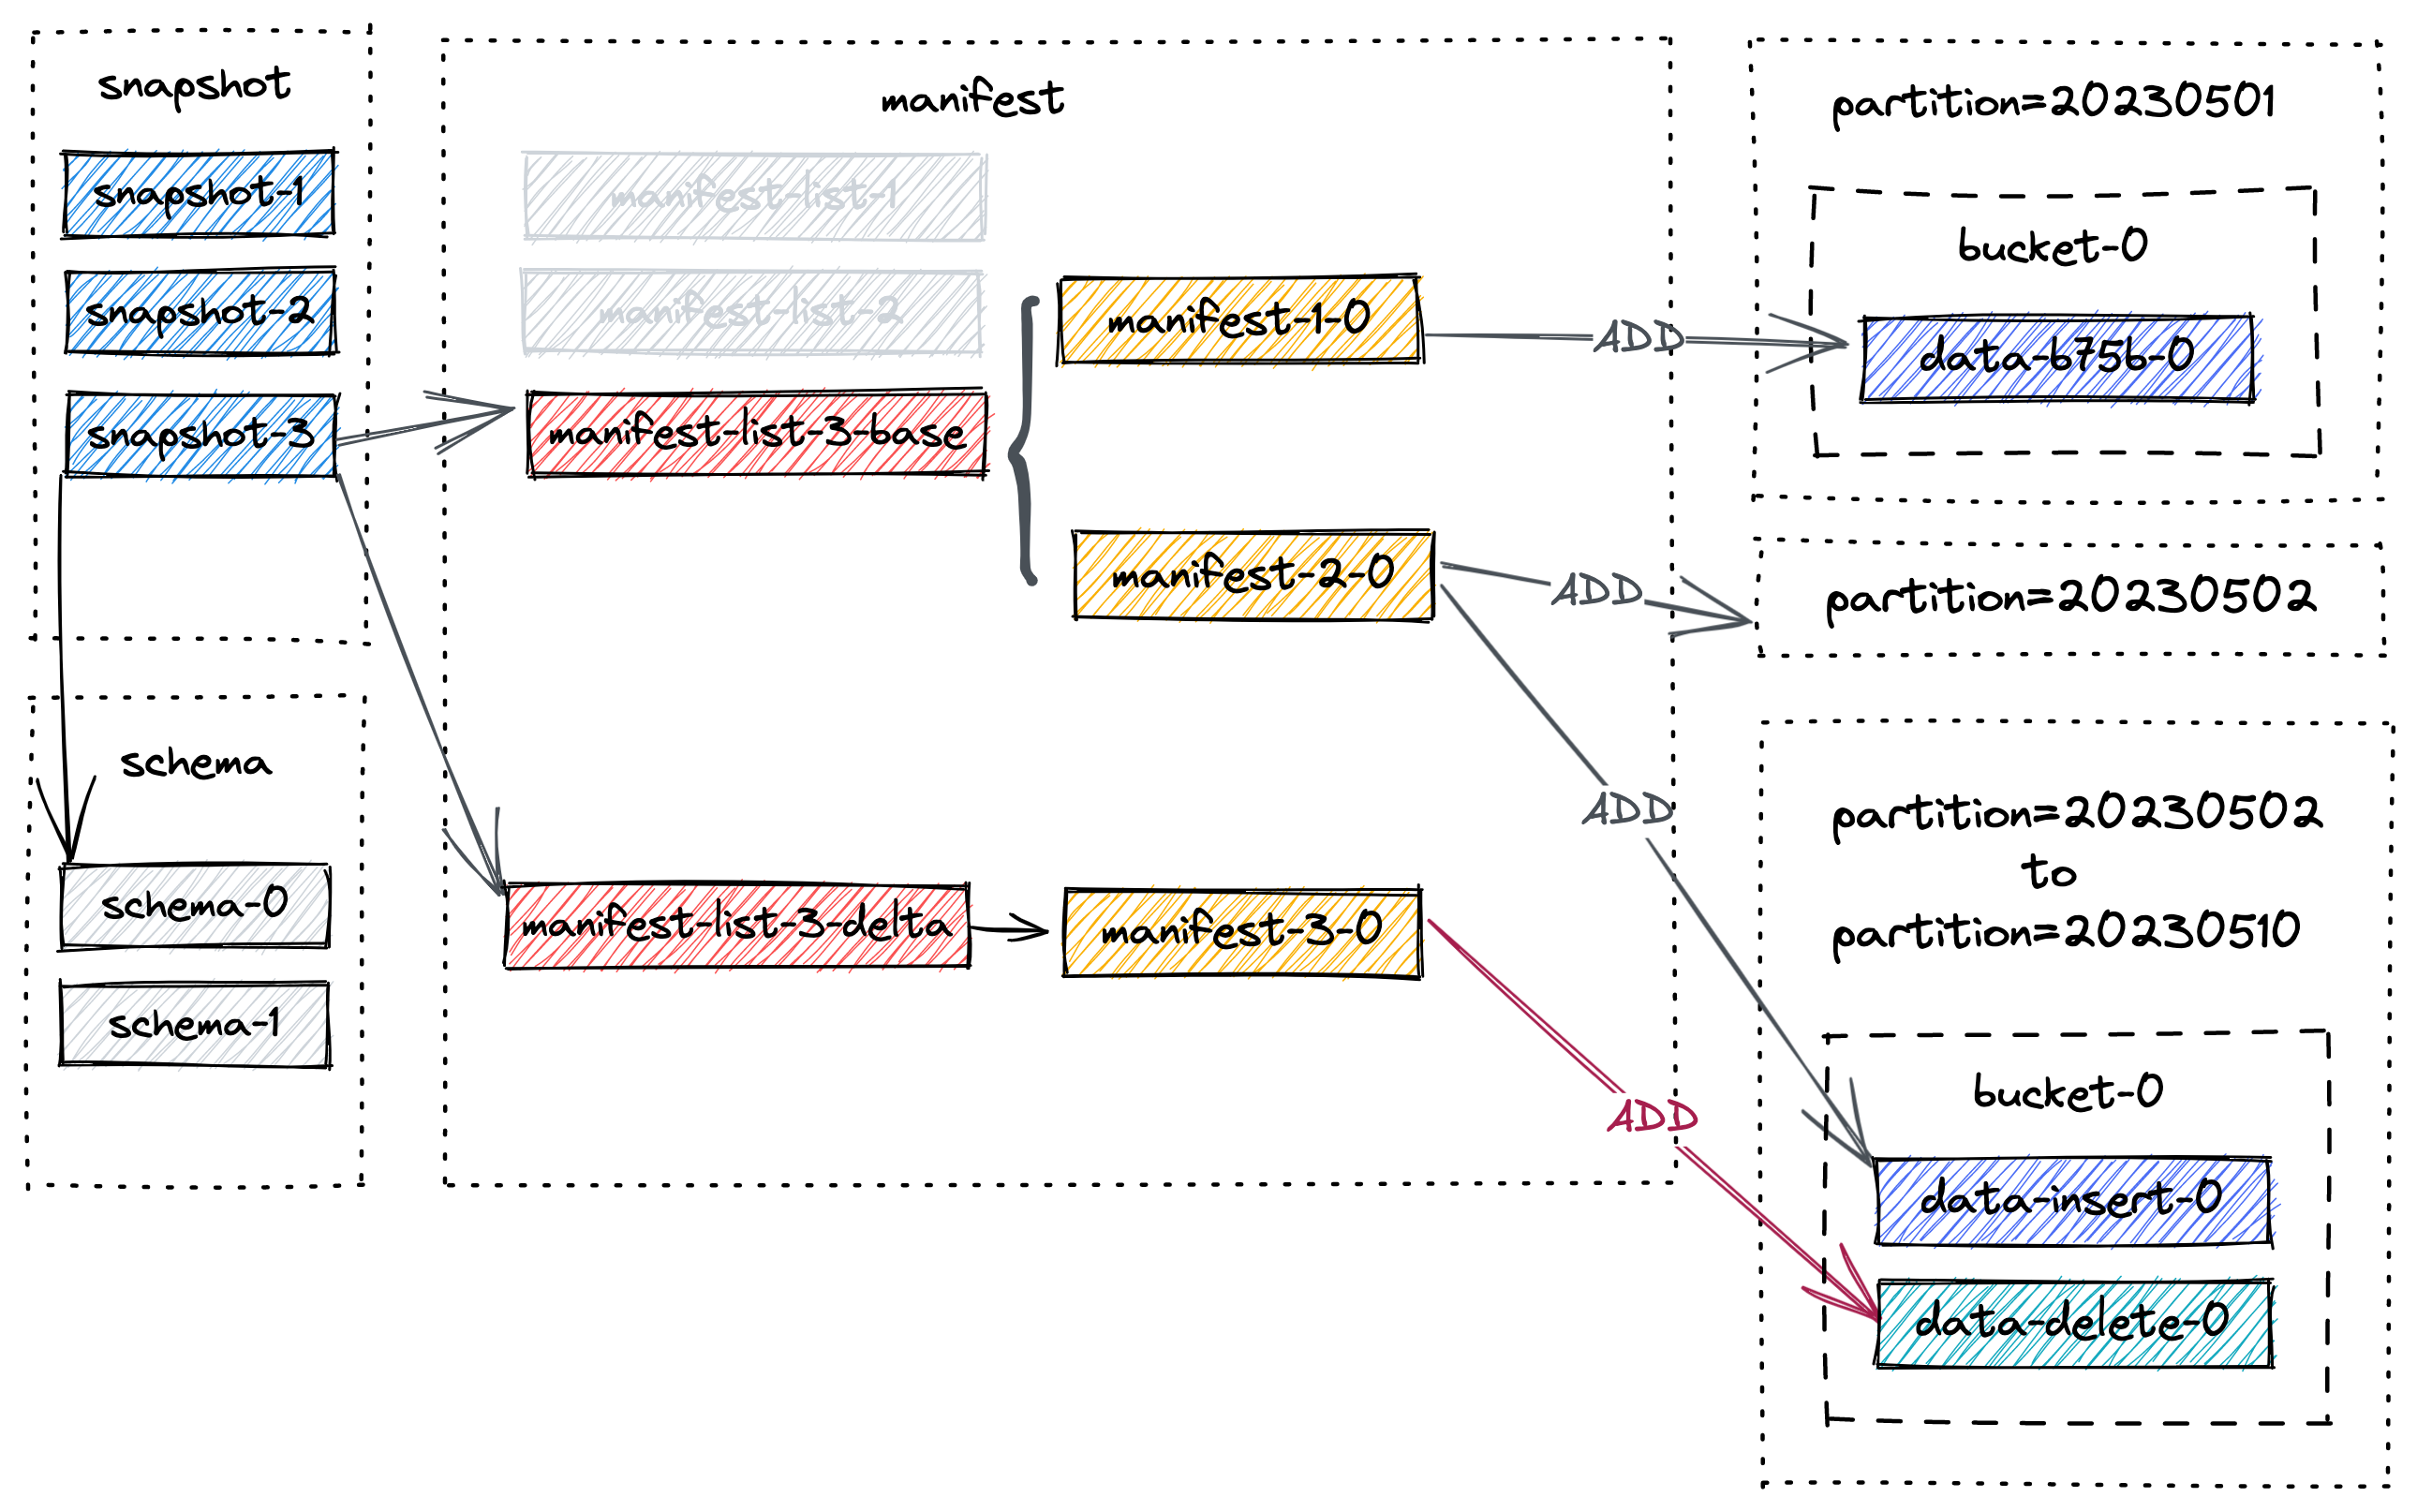 snapshot
snapshot-1
snapshot-2
snapshot-3
schema
schema-0
schema-1
manifest
manifest-list-1
manifest-list-2
manifest-list-3-base
manifest-list-3-delta
manifest-1-0
manifest-2-0
manifest-3-0
ADD
ADD
ADD
ADD
partition=20230501
bucket-0
data-b75b-0
partition=20230502
partition=20230502
to
partition=20230510
bucket-0
data-insert-0
data-delete-0